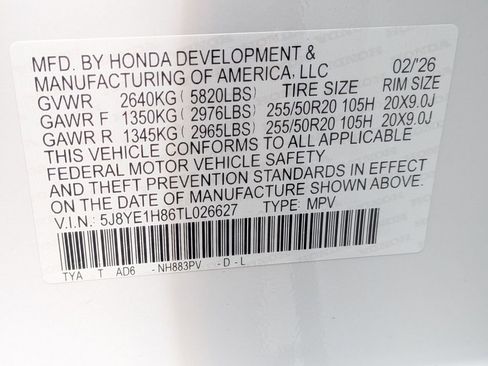 MFD. BY HONDA DEVELOPMENT &
MANUFACTURING OF AMERICA, LLC 02/'26
GVWR 2640KG (5820LBS) TIRE SIZE RIM SIZE
GAWR F 1350KG (2976LBS) 255/50R20 105H 20X9.0J
GAWR R 1345KG (2965LBS) 255/50R20 105H 20X9.0J
THIS VEHICLE CONFORMS TO ALL APPLICABLE
FEDERAL MOTOR VEHICLE SAFETY
AND THEFT PREVENTION STANDARDS IN EFFECT
ON THE DATE OF MANUFACTURE SHOWN ABOVE.
V.I.N.: 5J8YE1H86TL026627 TYPE: MPV
TYA T AD6 - NH883PV - D - L